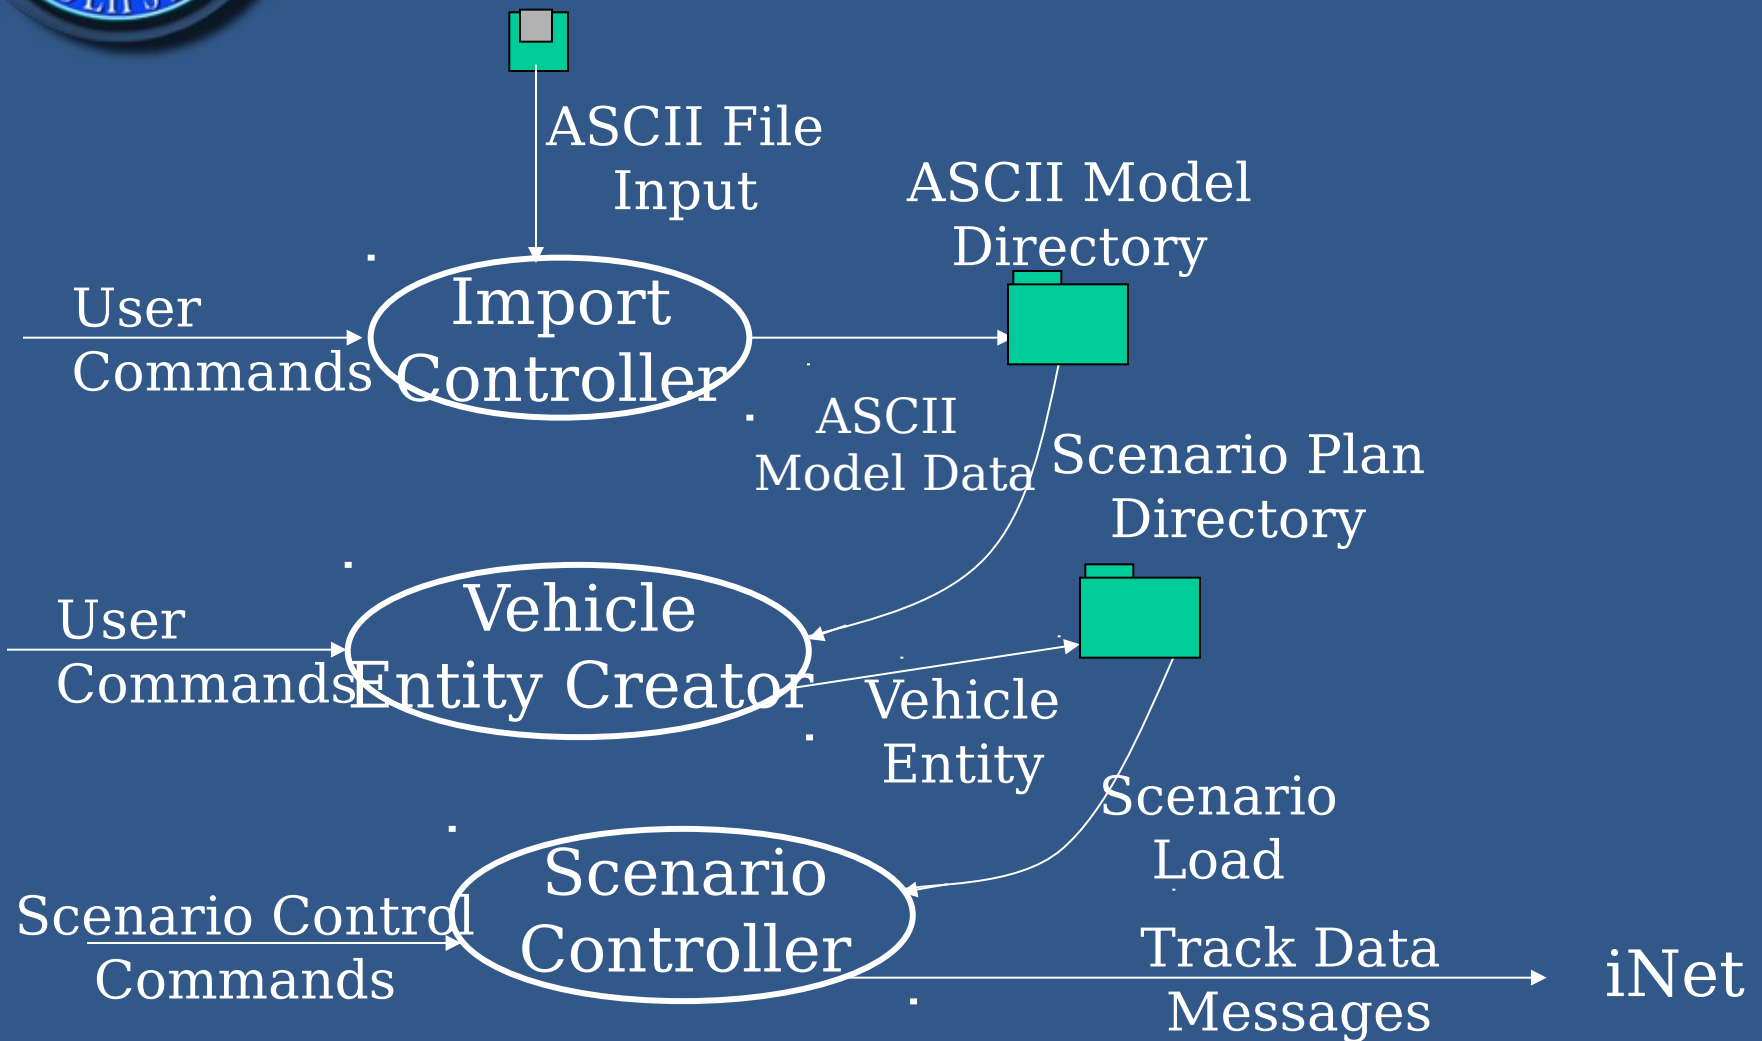 ASCII File
Input
ASCII Model
Directory
User
Commands
Import
Controller
ASCII
Model Data
Scenario Plan
Directory
User
Commands
Vehicle
Entity Creator
Vehicle
Entity
Scenario
Load
Scenario
Controller
Scenario Control
Commands
Track Data
Messages
iNet